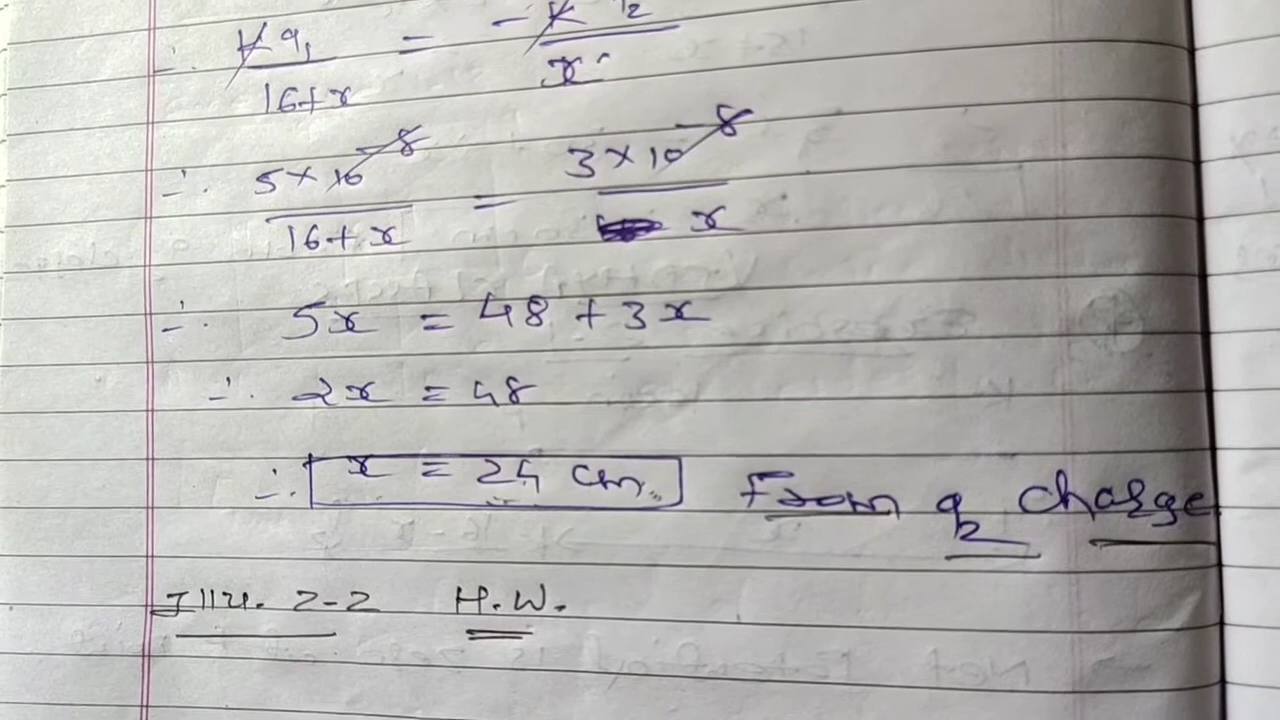 ∴ Kq₁/(16+x) = -Kq₂/x
∴ 5 × 10⁻⁸/(16+x) = 3 × 10⁻⁸/x
∴ 5x = 48 + 3x
∴ 2x = 48
∴ x = 24 cm. From q₂ charge
Illu. 2-2 H.W.